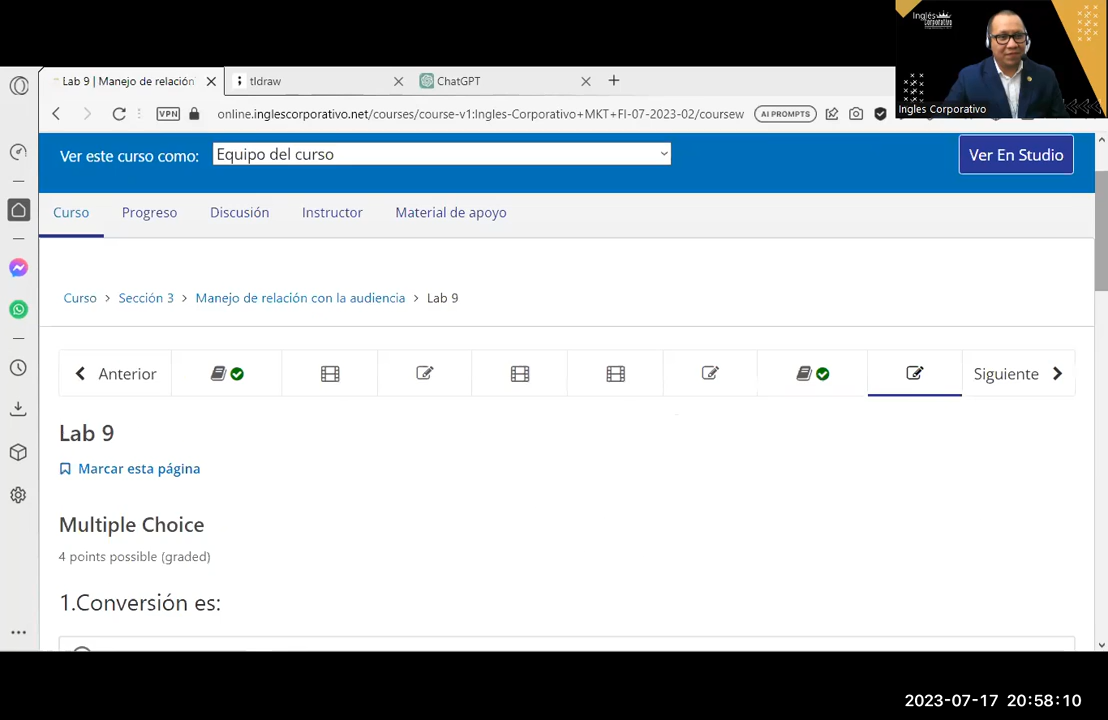 Inglés
Corporativo
Ingles Corporativo
Lab 9 | Manejo de relación
tldraw
ChatGPT
VPN
online.inglescorporativo.net/courses/course-v1:Ingles-Corporativo+MKT+FI-07-2023-02/coursew
AI PROMPTS
Ver este curso como:
Equipo del curso
Ver En Studio
Curso
Progreso
Discusión
Instructor
Material de apoyo
Curso > Sección 3 > Manejo de relación con la audiencia > Lab 9
Anterior
Siguiente
Lab 9
Marcar esta página
Multiple Choice
4 points possible (graded)
1.Conversión es:
2023-07-17 20:58:10